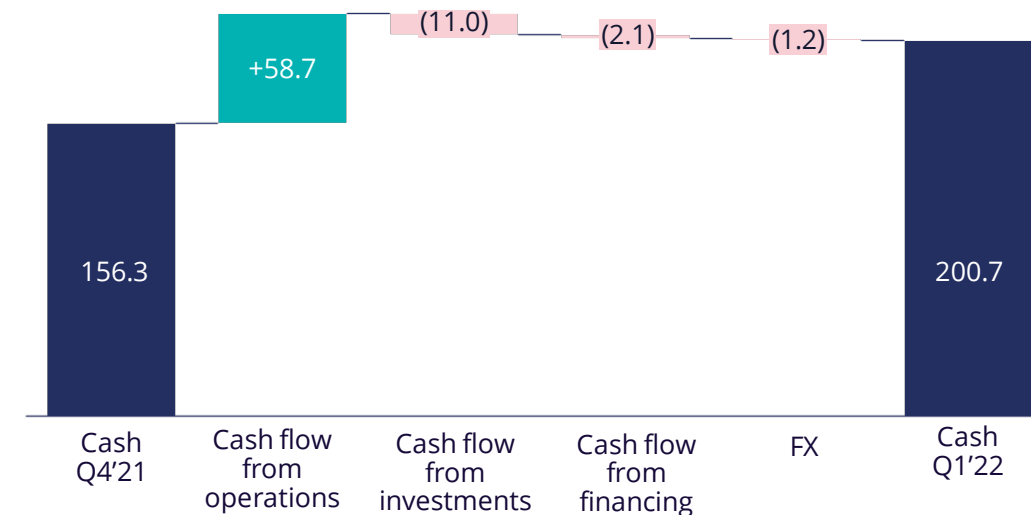 +58.7
(11.0)
(2.1)
(1.2)
156.3
200.7
Cash
Q4’21
Cash flow
from
operations
Cash flow
from
investments
Cash flow
from
financing
FX
Cash
Q1’22